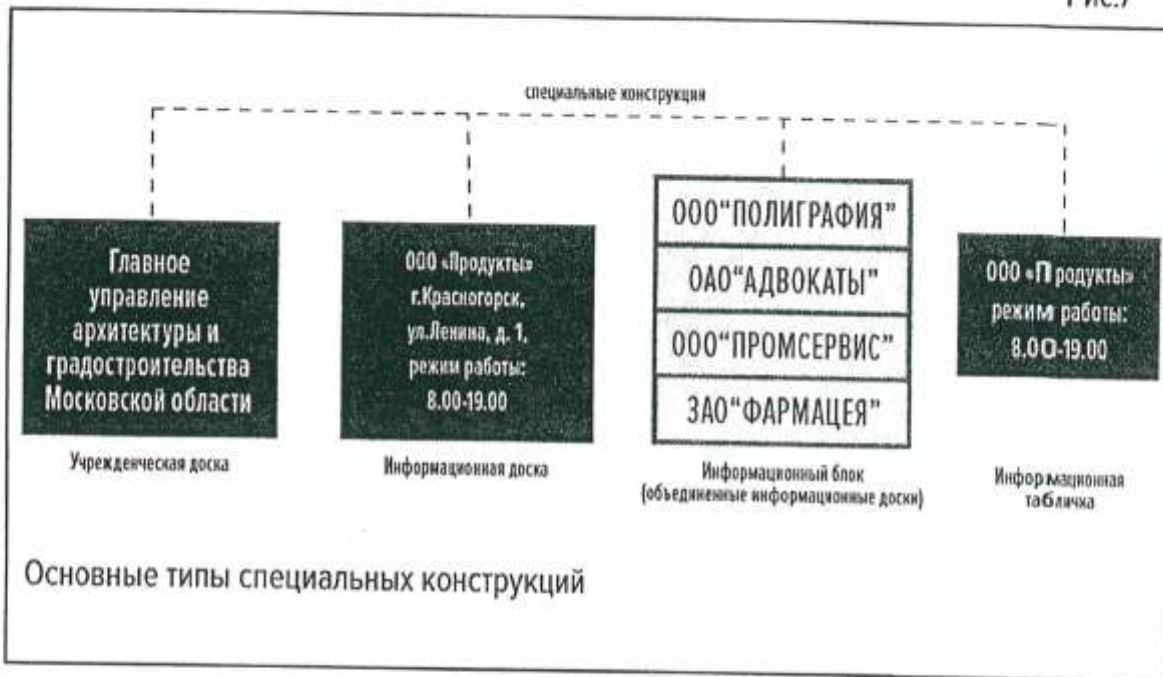 Рис.7
специальные конструкции
Главное
управление
архитектуры и
градостроительства
Московской области
Учрежденческая доска
ООО «Продукты»
г.Красногорск,
ул.Ленина, д. 1,
режим работы:
8.00-19.00
Информационная доска
ООО“ПОЛИГРАФИЯ”
ОАО“АДВОКАТЫ”
ООО“ПРОМСЕРВИС”
ЗАО“ФАРМАЦЕЯ”
Информационный блок
(объединенные информационные доски)
ООО «Продукты»
режим работы:
8.00-19.00
Информационная
табличка
Основные типы специальных конструкций